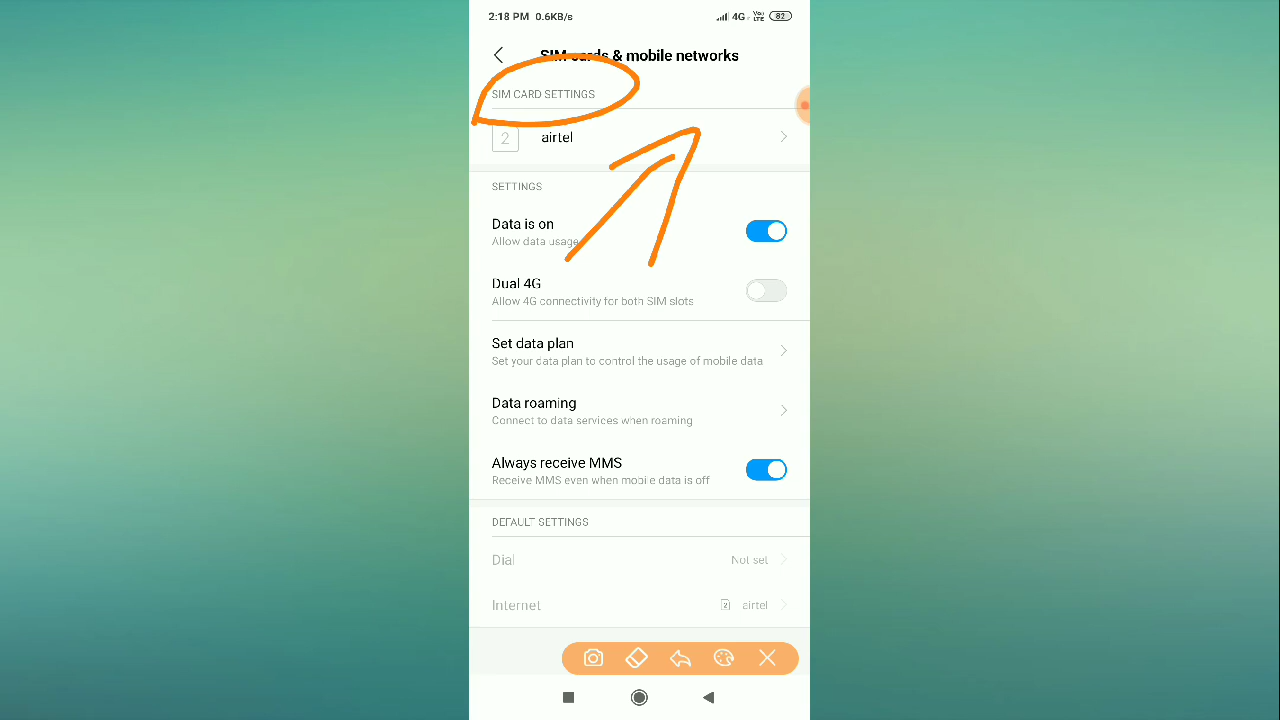 2:18 PM 0.6KB/s 4G Vo) LTE 82
SIM cards & mobile networks
SIM CARD SETTINGS
2 airtel
SETTINGS
Data is on
Allow data usage
Dual 4G
Allow 4G connectivity for both SIM slots
Set data plan
Set your data plan to control the usage of mobile data
Data roaming
Connect to data services when roaming
Always receive MMS
Receive MMS even when mobile data is off
DEFAULT SETTINGS
Dial Not set
Internet 2 airtel